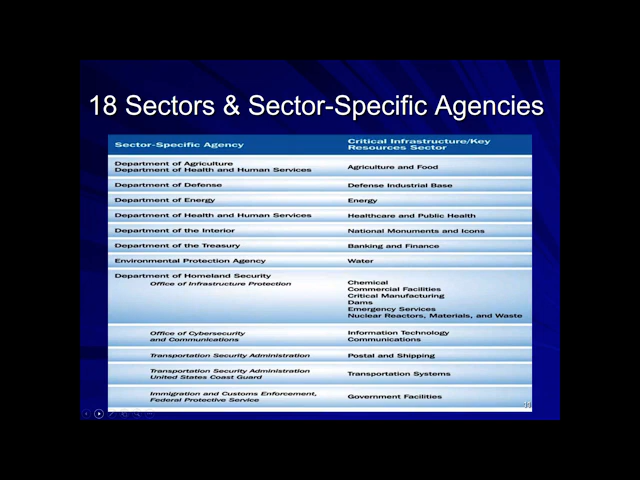 18 Sectors & Sector-Specific Agencies
Sector-Specific Agency
Critical Infrastructure/Key
Resources Sector
Department of Agriculture
Department of Health and Human Services
Agriculture and Food
Department of Defense
Defense Industrial Base
Department of Energy
Energy
Department of Health and Human Services
Healthcare and Public Health
Department of the Interior
National Monuments and Icons
Department of the Treasury
Banking and Finance
Environmental Protection Agency
Water
Department of Homeland Security
Office of Infrastructure Protection
Chemical
Commercial Facilities
Critical Manufacturing
Dams
Emergency Services
Nuclear Reactors, Materials, and Waste
Office of Cybersecurity
and Communications
Information Technology
Communications
Transportation Security Administration
Postal and Shipping
Transportation Security Administration
United States Coast Guard
Transportation Systems
Immigration and Customs Enforcement,
Federal Protective Service
Government Facilities